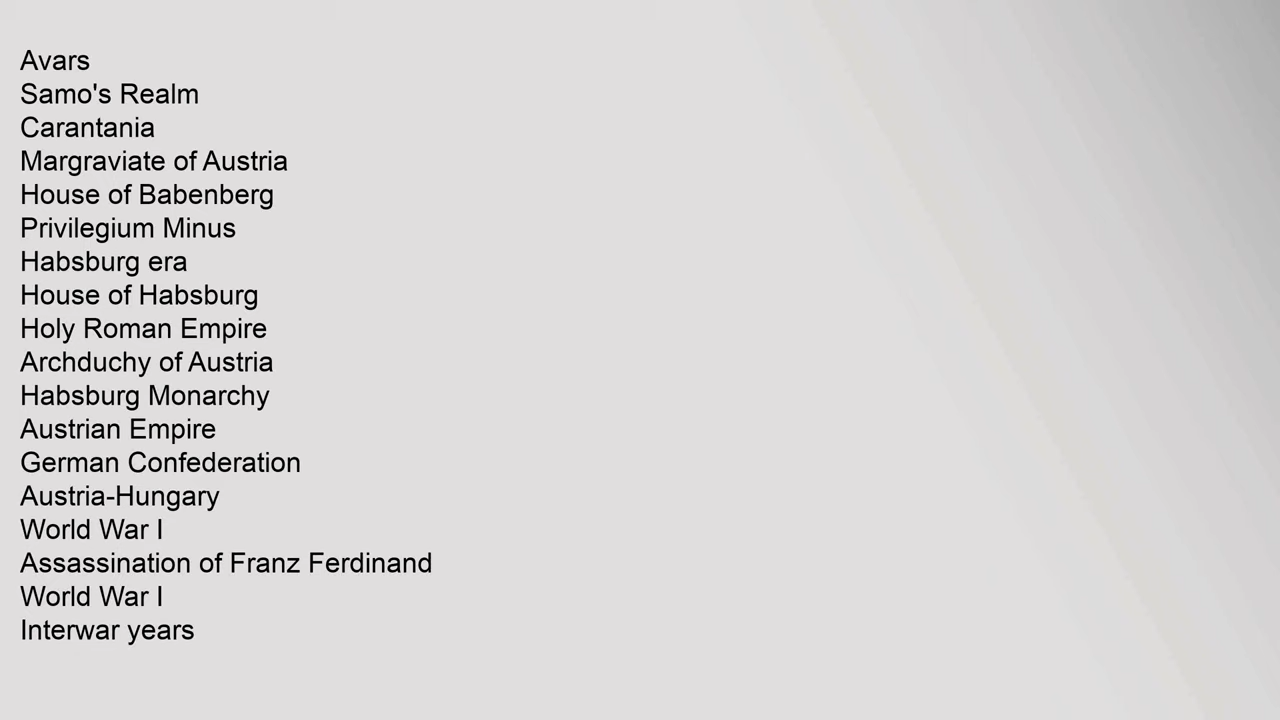 Avars
Samo's Realm
Carantania
Margraviate of Austria
House of Babenberg
Privilegium Minus
Habsburg era
House of Habsburg
Holy Roman Empire
Archduchy of Austria
Habsburg Monarchy
Austrian Empire
German Confederation
Austria-Hungary
World War I
Assassination of Franz Ferdinand
World War I
Interwar years